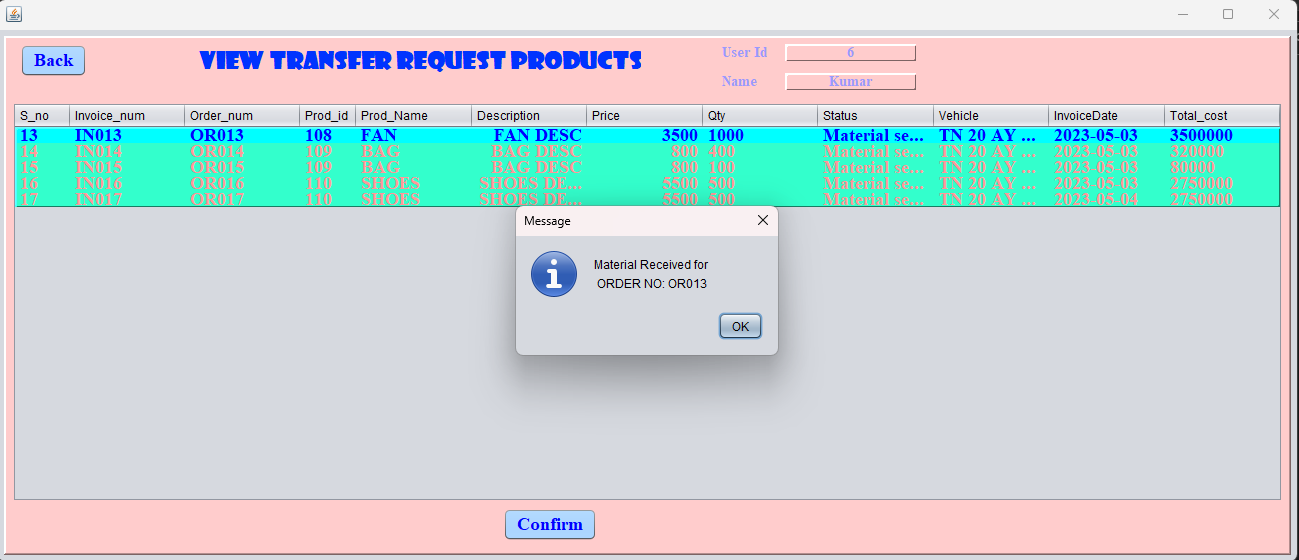 Back
VIEW TRANSFER REQUEST PRODUCTS
User Id 6
Name Kumar
S_no Invoice_num Order_num Prod_id Prod_Name Description Price Qty Status Vehicle InvoiceDate Total_cost
13 IN013 OR013 108 FAN FAN DESC 3500 1000 Material se... TN 20 AY ... 2023-05-03 3500000
14 IN014 OR014 109 BAG BAG DESC 800 400 Material se... TN 20 AY ... 2023-05-03 320000
15 IN015 OR015 109 BAG BAG DESC 800 100 Material se... TN 20 AY ... 2023-05-03 80000
16 IN016 OR016 110 SHOES SHOES DE... 5500 500 Material se... TN 20 AY ... 2023-05-03 2750000
17 IN017 OR017 110 SHOES SHOES DE... 5500 500 Material se... TN 20 AY ... 2023-05-04 2750000
Message
Material Received for
ORDER NO: OR013
OK
Confirm